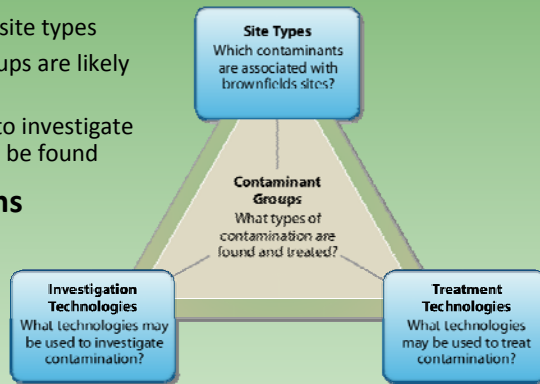 site types
ups are likely
to investigate
be found
ns
Site Types
Which contaminants
are associated with
brownfields sites?
Contaminant
Groups
What types of
contamination are
found and treated?
Investigation
Technologies
What technologies may
be used to investigate
contamination?
Treatment
Technologies
What technologies
may be used to treat
contamination?